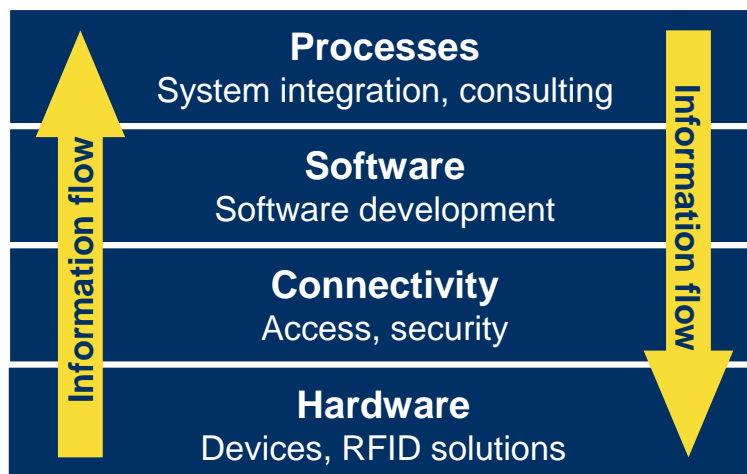 Processes
System integration, consulting
Software
Software development
Connectivity
Access, security
Hardware
Devices, RFID solutions
Information flow
Information flow